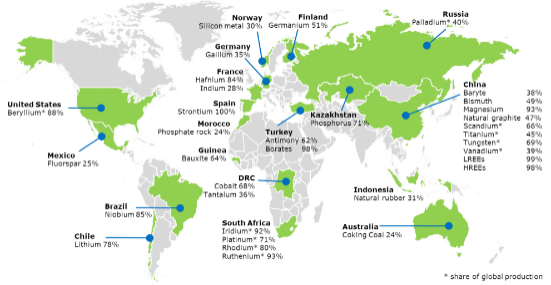 Norway
Silicon metal 30%
Finland
Germanium 51%
Russia
Palladium* 40%
Germany
Gallium 35%
France
Hafnium 84%
Indium 28%
Spain
Strontium 100%
Morocco
Phosphate rock 24%
Guinea
Bauxite 64%
Turkey
Antimony 62%
Borates 98%
Kazakhstan
Phosphorus 71%
China
Baryte 38%
Bismuth 49%
Magnesium 93%
Natural graphite 47%
Scandium* 66%
Titanium* 45%
Tungsten* 69%
Vanadium* 39%
LREEs 99%
HREEs 98%
United States
Beryllium* 88%
Mexico
Fluorspar 25%
DRC
Cobalt 68%
Tantalum 36%
Indonesia
Natural rubber 31%
Brazil
Niobium 85%
Chile
Lithium 78%
South Africa
Iridium* 92%
Platinum* 71%
Rhodium* 80%
Ruthenium* 93%
Australia
Coking Coal 24%
* share of global production